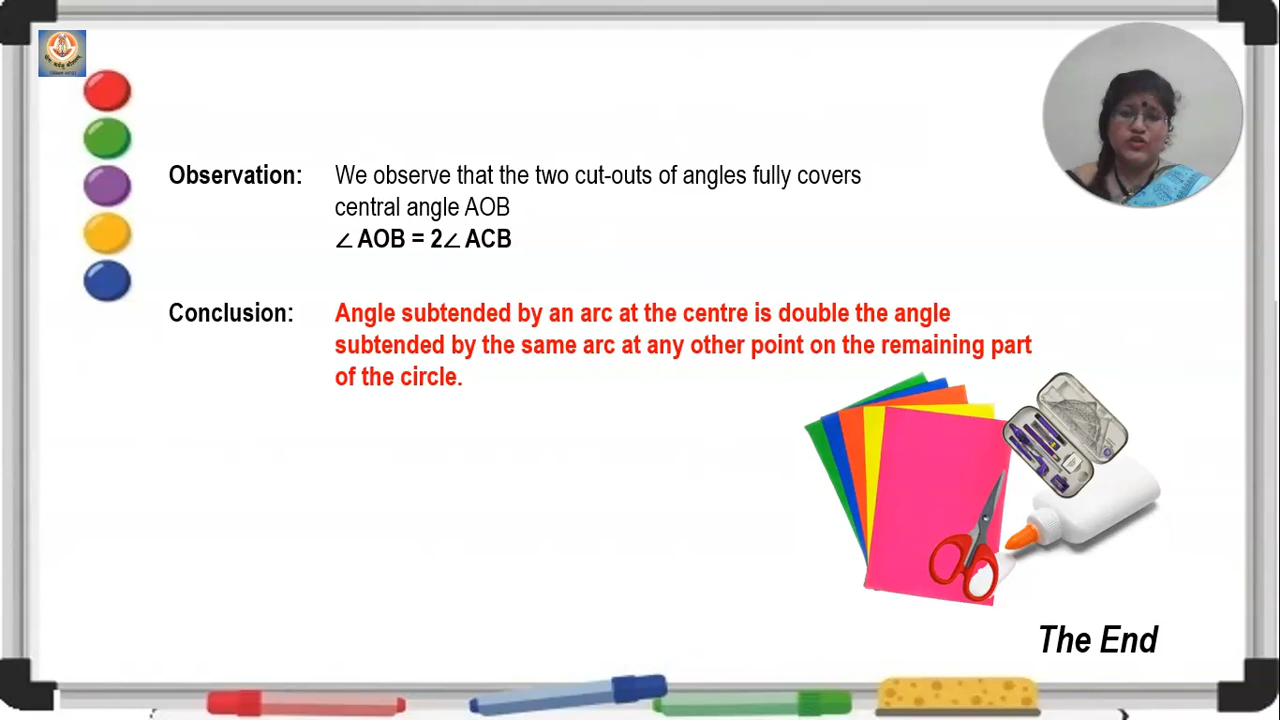 Observation: We observe that the two cut-outs of angles fully covers
central angle AOB
∠ AOB = 2∠ ACB
Conclusion: Angle subtended by an arc at the centre is double the angle
subtended by the same arc at any other point on the remaining part
of the circle.
The End